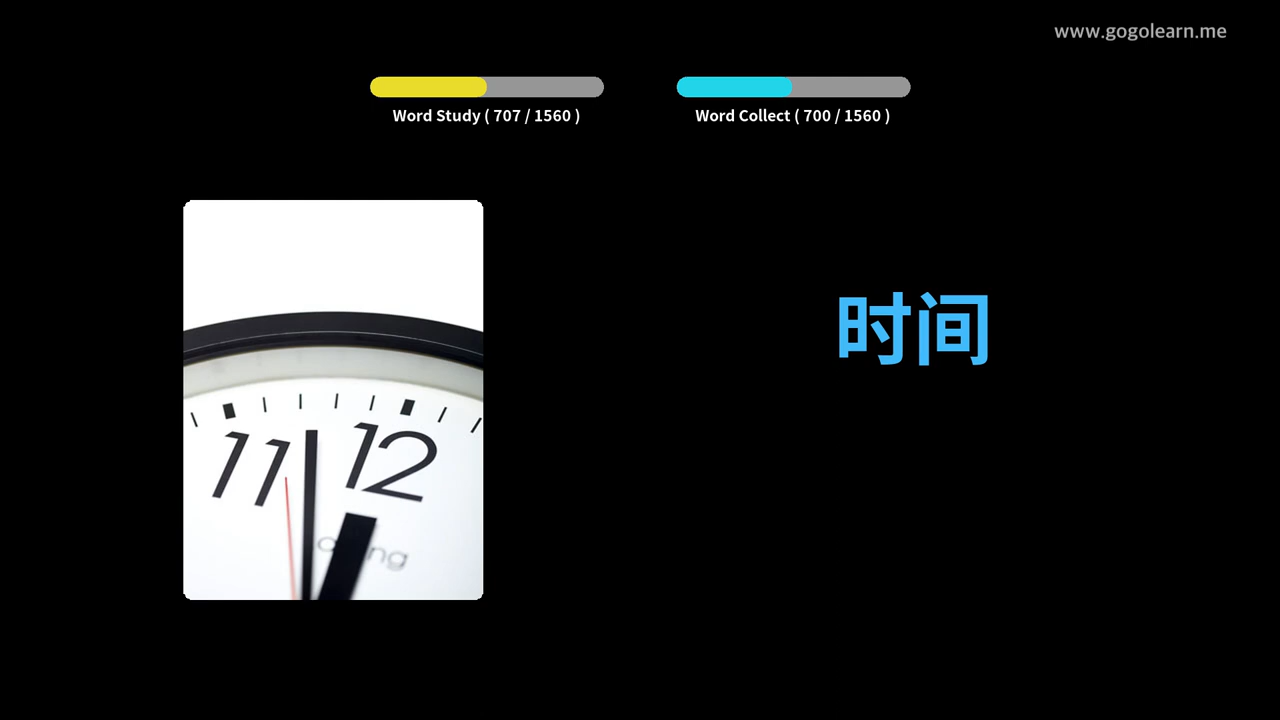 www.gogolearn.me
Word Study ( 707 / 1560 )
Word Collect ( 700 / 1560 )
时间
11
12